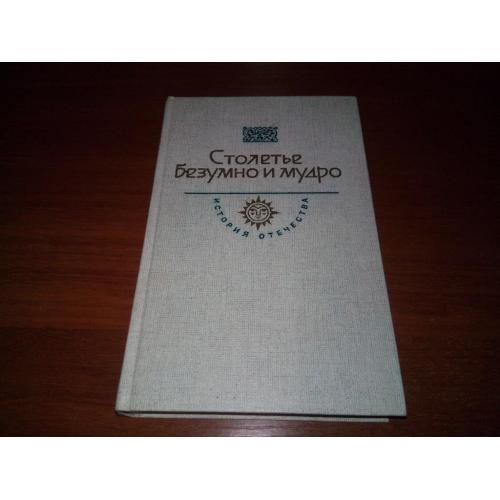 Столетье
безумно и мудро
ИСТОРИЯ ОТЕЧЕСТВА